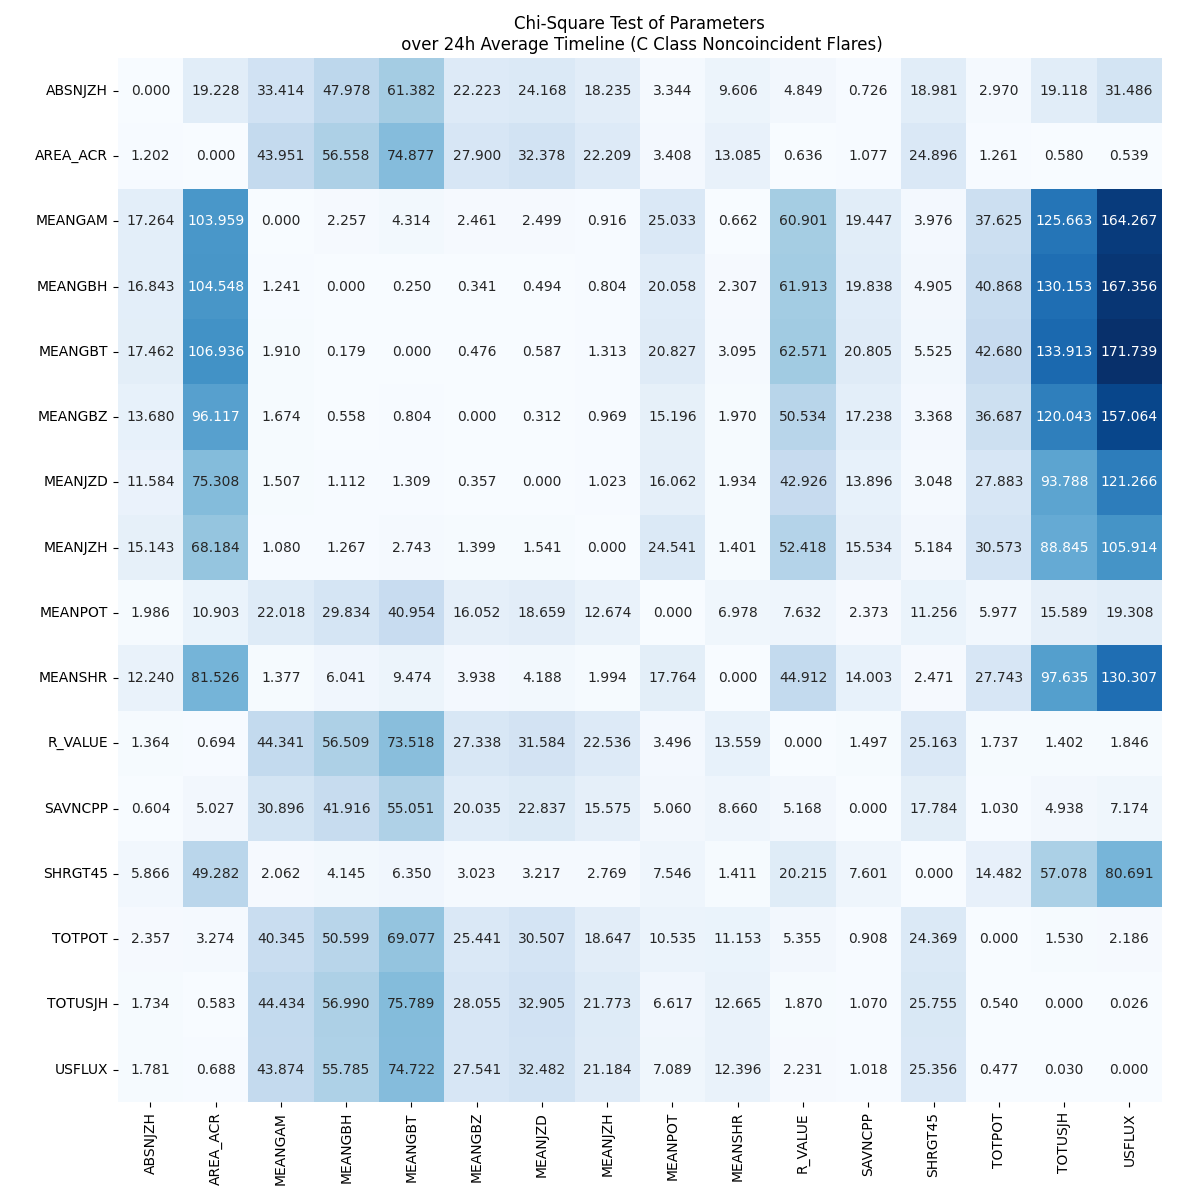 Chi-Square Test of Parameters
over 24h Average Timeline (C Class Noncoincident Flares)
ABSNJZH 0.000 19.228 33.414 47.978 61.382 22.223 24.168 18.235 3.344 9.606 4.849 0.726 18.981 2.970 19.118 31.486
AREA_ACR 1.202 0.000 43.951 56.558 74.877 27.900 32.378 22.209 3.408 13.085 0.636 1.077 24.896 1.261 0.580 0.539
MEANGAM 17.264 103.959 0.000 2.257 4.314 2.461 2.499 0.916 25.033 0.662 60.901 19.447 3.976 37.625 125.663 164.267
MEANGBH 16.843 104.548 1.241 0.000 0.250 0.341 0.494 0.804 20.058 2.307 61.913 19.838 4.905 40.868 130.153 167.356
MEANGBT 17.462 106.936 1.910 0.179 0.000 0.476 0.587 1.313 20.827 3.095 62.571 20.805 5.525 42.680 133.913 171.739
MEANGBZ 13.680 96.117 1.674 0.558 0.804 0.000 0.312 0.969 15.196 1.970 50.534 17.238 3.368 36.687 120.043 157.064
MEANJZD 11.584 75.308 1.507 1.112 1.309 0.357 0.000 1.023 16.062 1.934 42.926 13.896 3.048 27.883 93.788 121.266
MEANJZH 15.143 68.184 1.080 1.267 2.743 1.399 1.541 0.000 24.541 1.401 52.418 15.534 5.184 30.573 88.845 105.914
MEANPOT 1.986 10.903 22.018 29.834 40.954 16.052 18.659 12.674 0.000 6.978 7.632 2.373 11.256 5.977 15.589 19.308
MEANSHR 12.240 81.526 1.377 6.041 9.474 3.938 4.188 1.994 17.764 0.000 44.912 14.003 2.471 27.743 97.635 130.307
R_VALUE 1.364 0.694 44.341 56.509 73.518 27.338 31.584 22.536 3.496 13.559 0.000 1.497 25.163 1.737 1.402 1.846
SAVNCPP 0.604 5.027 30.896 41.916 55.051 20.035 22.837 15.575 5.060 8.660 5.168 0.000 17.784 1.030 4.938 7.174
SHRGT45 5.866 49.282 2.062 4.145 6.350 3.023 3.217 2.769 7.546 1.411 20.215 7.601 0.000 14.482 57.078 80.691
TOTPOT 2.357 3.274 40.345 50.599 69.077 25.441 30.507 18.647 10.535 11.153 5.355 0.908 24.369 0.000 1.530 2.186
TOTUSJH 1.734 0.583 44.434 56.990 75.789 28.055 32.905 21.773 6.617 12.665 1.870 1.070 25.755 0.540 0.000 0.026
USFLUX 1.781 0.688 43.874 55.785 74.722 27.541 32.482 21.184 7.089 12.396 2.231 1.018 25.356 0.477 0.030 0.000
ABSNJZH AREA_ACR MEANGAM MEANGBH MEANGBT MEANGBZ MEANJZD MEANJZH MEANPOT MEANSHR R_VALUE SAVNCPP SHRGT45 TOTPOT TOTUSJH USFLUX